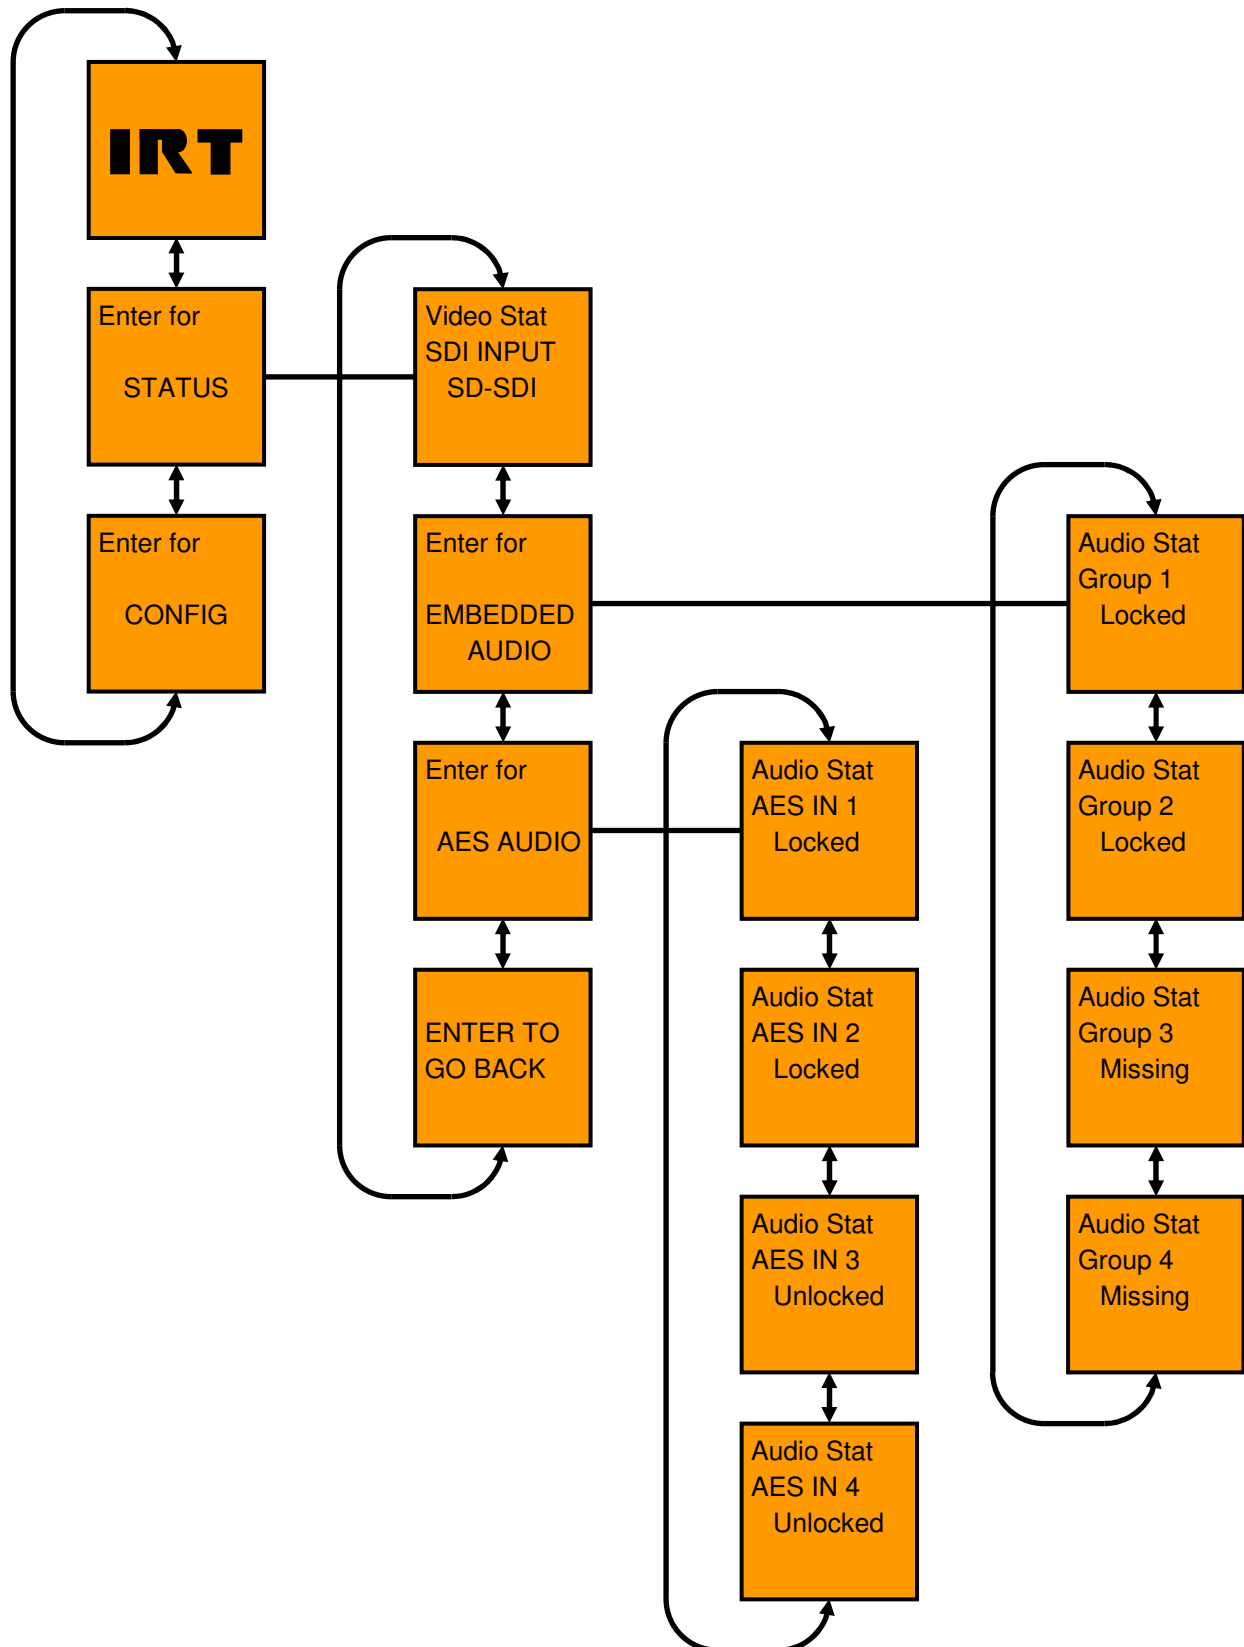 IRT
Enter for
STATUS
Enter for
CONFIG
Video Stat
SDI INPUT
SD-SDI
Enter for
EMBEDDED
AUDIO
Enter for
AES AUDIO
ENTER TO
GO BACK
Audio Stat
AES IN 1
Locked
Audio Stat
AES IN 2
Locked
Audio Stat
AES IN 3
Unlocked
Audio Stat
AES IN 4
Unlocked
Audio Stat
Group 1
Locked
Audio Stat
Group 2
Locked
Audio Stat
Group 3
Missing
Audio Stat
Group 4
Missing